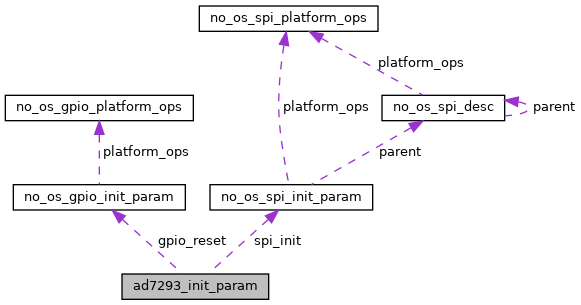 no_os_spi_platform_ops
platform_ops
no_os_gpio_platform_ops
platform_ops
no_os_spi_desc
parent
platform_ops
parent
no_os_gpio_init_param
no_os_spi_init_param
gpio_reset
spi_init
ad7293_init_param